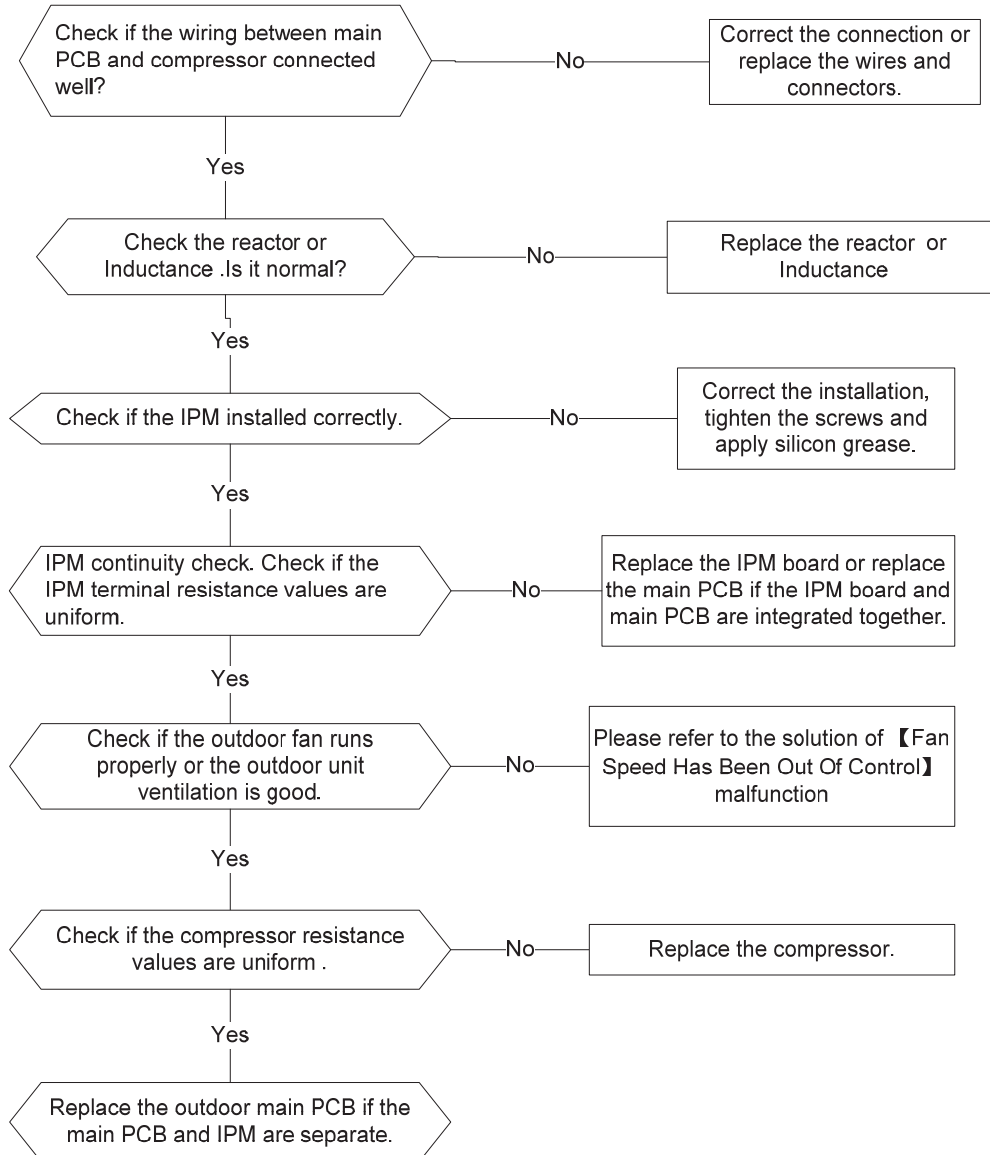 Check if the wiring between main
PCB and compressor connected
well?
No
Correct the connection or
replace the wires and
connectors.
Yes
Check the reactor or
Inductance .Is it normal?
No
Replace the reactor or
Inductance
Yes
Check if the IPM installed correctly.
No
Correct the installation,
tighten the screws and
apply silicon grease.
Yes
IPM continuity check. Check if the
IPM terminal resistance values are
uniform.
No
Replace the IPM board or replace
the main PCB if the IPM board and
main PCB are integrated together.
Yes
Check if the outdoor fan runs
properly or the outdoor unit
ventilation is good.
No
Please refer to the solution of 【Fan
Speed Has Been Out Of Control】
malfunction
Yes
Check if the compressor resistance
values are uniform .
No
Replace the compressor.
Yes
Replace the outdoor main PCB if the
main PCB and IPM are separate.